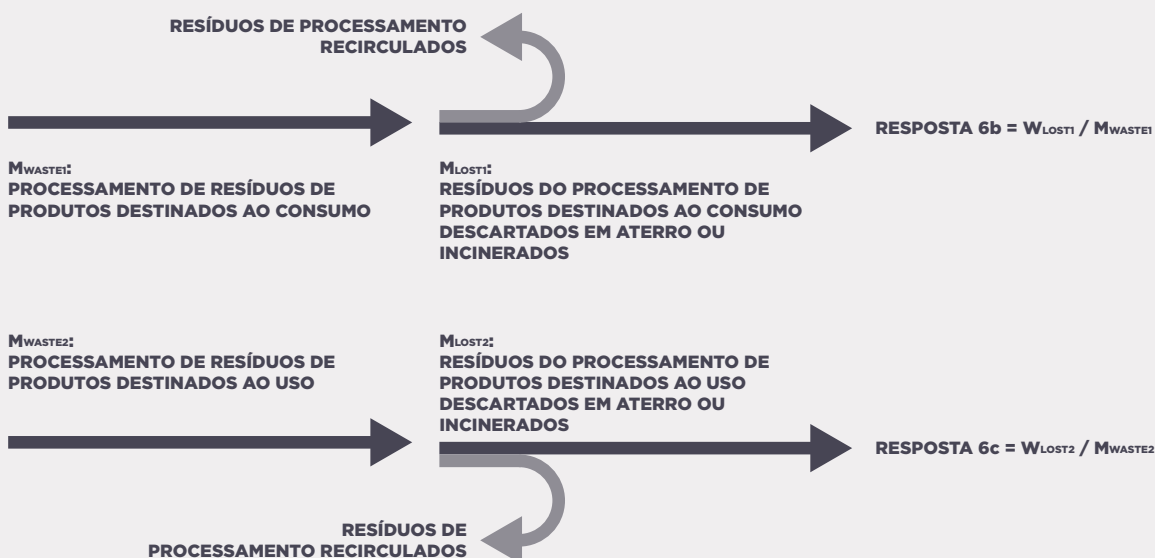 RESÍDUOS DE PROCESSAMENTO
RECIRCULADOS
RESPOSTA 6b = WLOST1 / MWASTE1
MWASTE1:
PROCESSAMENTO DE RESÍDUOS DE
PRODUTOS DESTINADOS AO CONSUMO
MLOST1:
RESÍDUOS DO PROCESSAMENTO DE
PRODUTOS DESTINADOS AO CONSUMO
DESCARTADOS EM ATERRO OU
INCINERADOS
MWASTE2:
PROCESSAMENTO DE RESÍDUOS DE
PRODUTOS DESTINADOS AO USO
MLOST2:
RESÍDUOS DO PROCESSAMENTO DE
PRODUTOS DESTINADOS AO USO
DESCARTADOS EM ATERRO OU
INCINERADOS
RESPOSTA 6c = WLOST2 / MWASTE2
RESÍDUOS DE
PROCESSAMENTO RECIRCULADOS